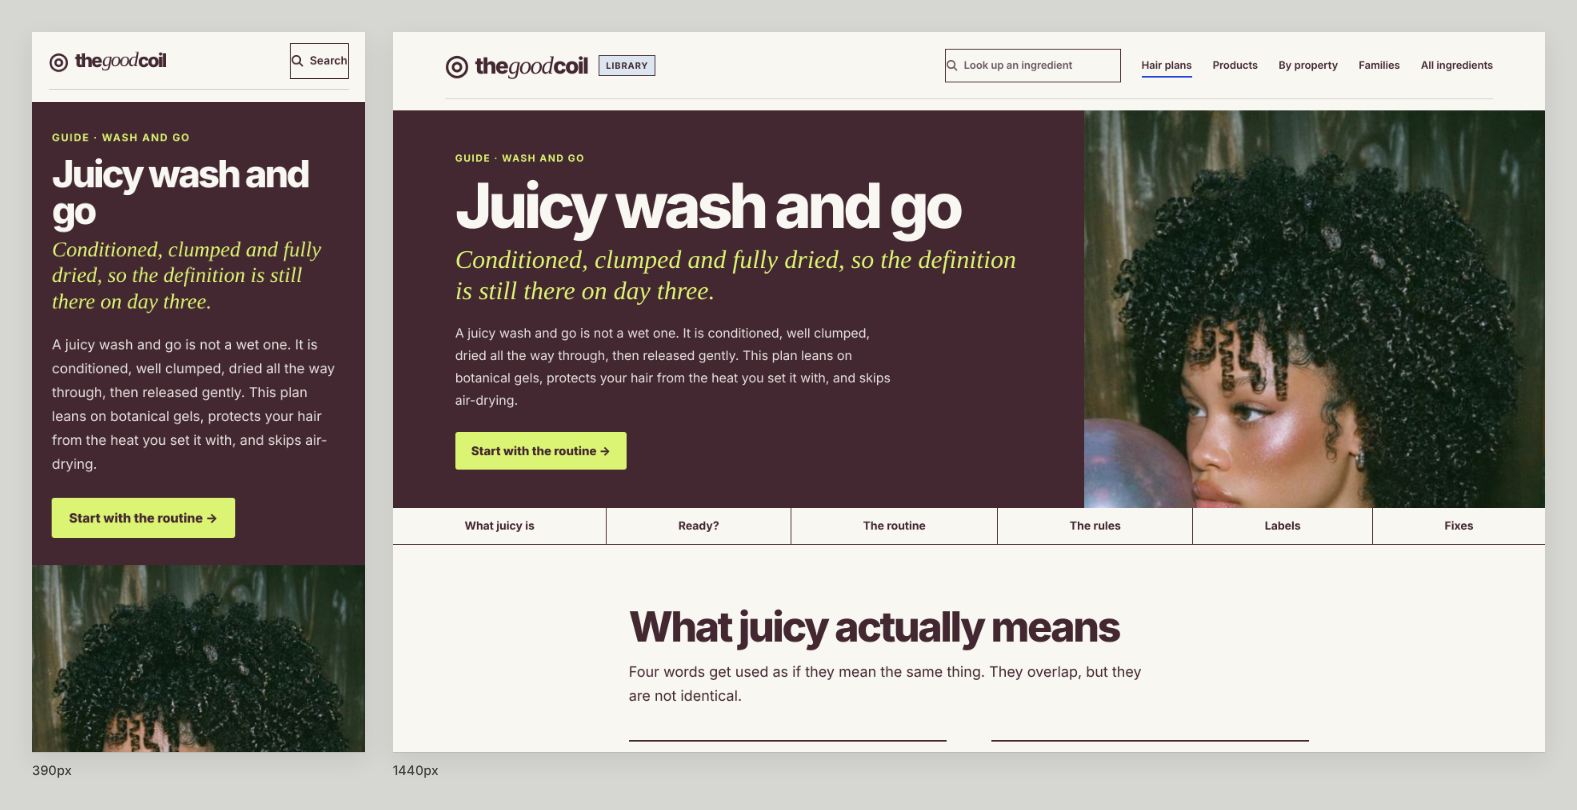 thegoodcoil
Search
GUIDE · WASH AND GO
Juicy wash and
go
Conditioned, clumped and fully
dried, so the definition is still
there on day three.
A juicy wash and go is not a wet one. It is
conditioned, well clumped, dried all the way
through, then released gently. This plan
leans on botanical gels, protects your hair
from the heat you set it with, and skips air-
drying.
Start with the routine →
390px
thegoodcoil LIBRARY
Look up an ingredient
Hair plans Products By property Families All ingredients
GUIDE · WASH AND GO
Juicy wash and go
Conditioned, clumped and fully dried, so the definition
is still there on day three.
A juicy wash and go is not a wet one. It is conditioned, well clumped,
dried all the way through, then released gently. This plan leans on
botanical gels, protects your hair from the heat you set it with, and skips
air-drying.
Start with the routine →
What juicy is Ready? The routine The rules Labels Fixes
What juicy actually means
Four words get used as if they mean the same thing. They overlap, but they
are not identical.
1440px